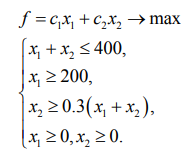 f = c₁x₁ + c₂x₂ → max
x₁ + x₂ ≤ 400,
x₁ ≥ 200,
x₂ ≥ 0.3(x₁ + x₂),
x₁ ≥ 0, x₂ ≥ 0.